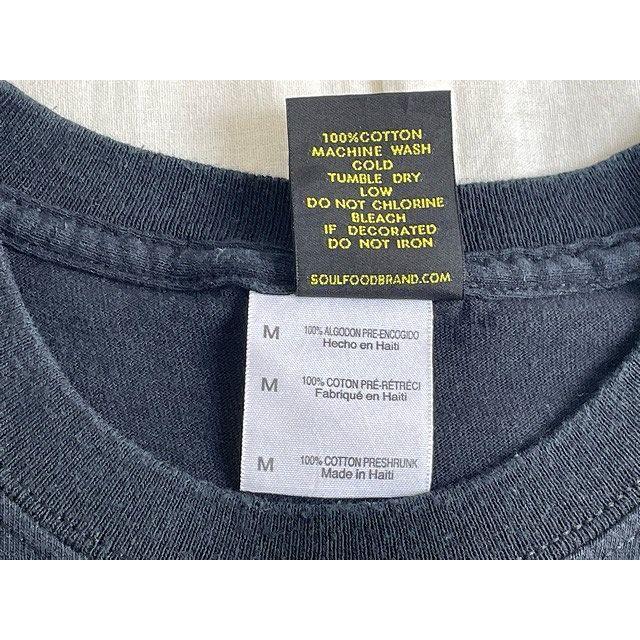 100%COTTON
MACHINE WASH
COLD
TUMBLE DRY
LOW
DO NOT CHLORINE
BLEACH
IF DECORATED
DO NOT IRON
SOULFOODBRAND.COM
M 100% ALGODON PRE-ENCOGIDO
Hecho en Haiti
M 100% COTON PRÉ-RÉTRÉCI
Fabriqué en Haiti
M 100% COTTON PRESHRUNK
Made in Haiti